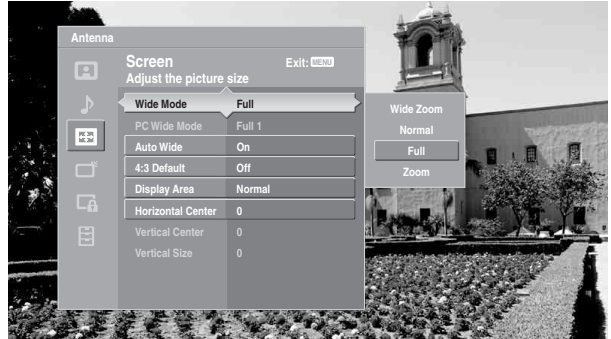 Antenna
Screen Exit: MENU
Adjust the picture size
Wide Mode Full
PC Wide Mode Full 1
Auto Wide On
4:3 Default Off
Display Area Normal
Horizontal Center 0
Vertical Center 0
Vertical Size 0
Wide Zoom
Normal
Full
Zoom